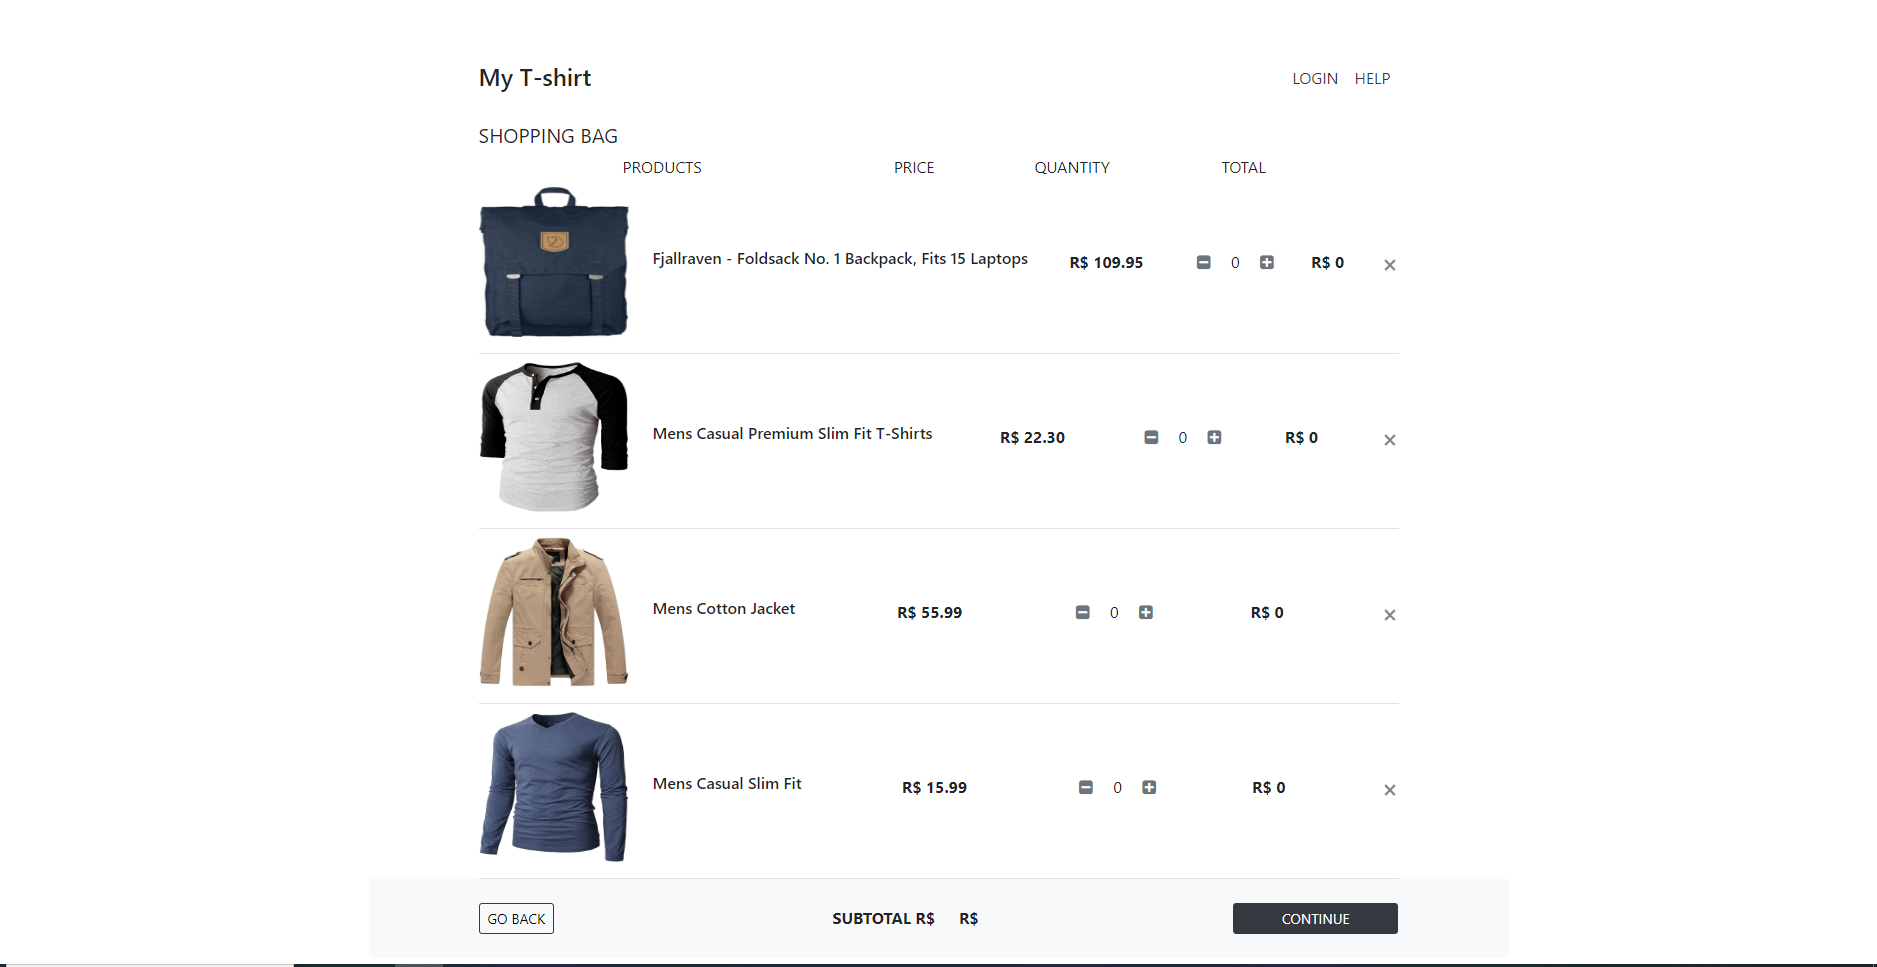 My T-shirt LOGIN HELP
SHOPPING BAG
PRODUCTS PRICE QUANTITY TOTAL
Fjallraven - Foldsack No. 1 Backpack, Fits 15 Laptops R$ 109.95 0 R$ 0 ×
Mens Casual Premium Slim Fit T-Shirts R$ 22.30 0 R$ 0 ×
Mens Cotton Jacket R$ 55.99 0 R$ 0 ×
Mens Casual Slim Fit R$ 15.99 0 R$ 0 ×
GO BACK SUBTOTAL R$ R$ CONTINUE